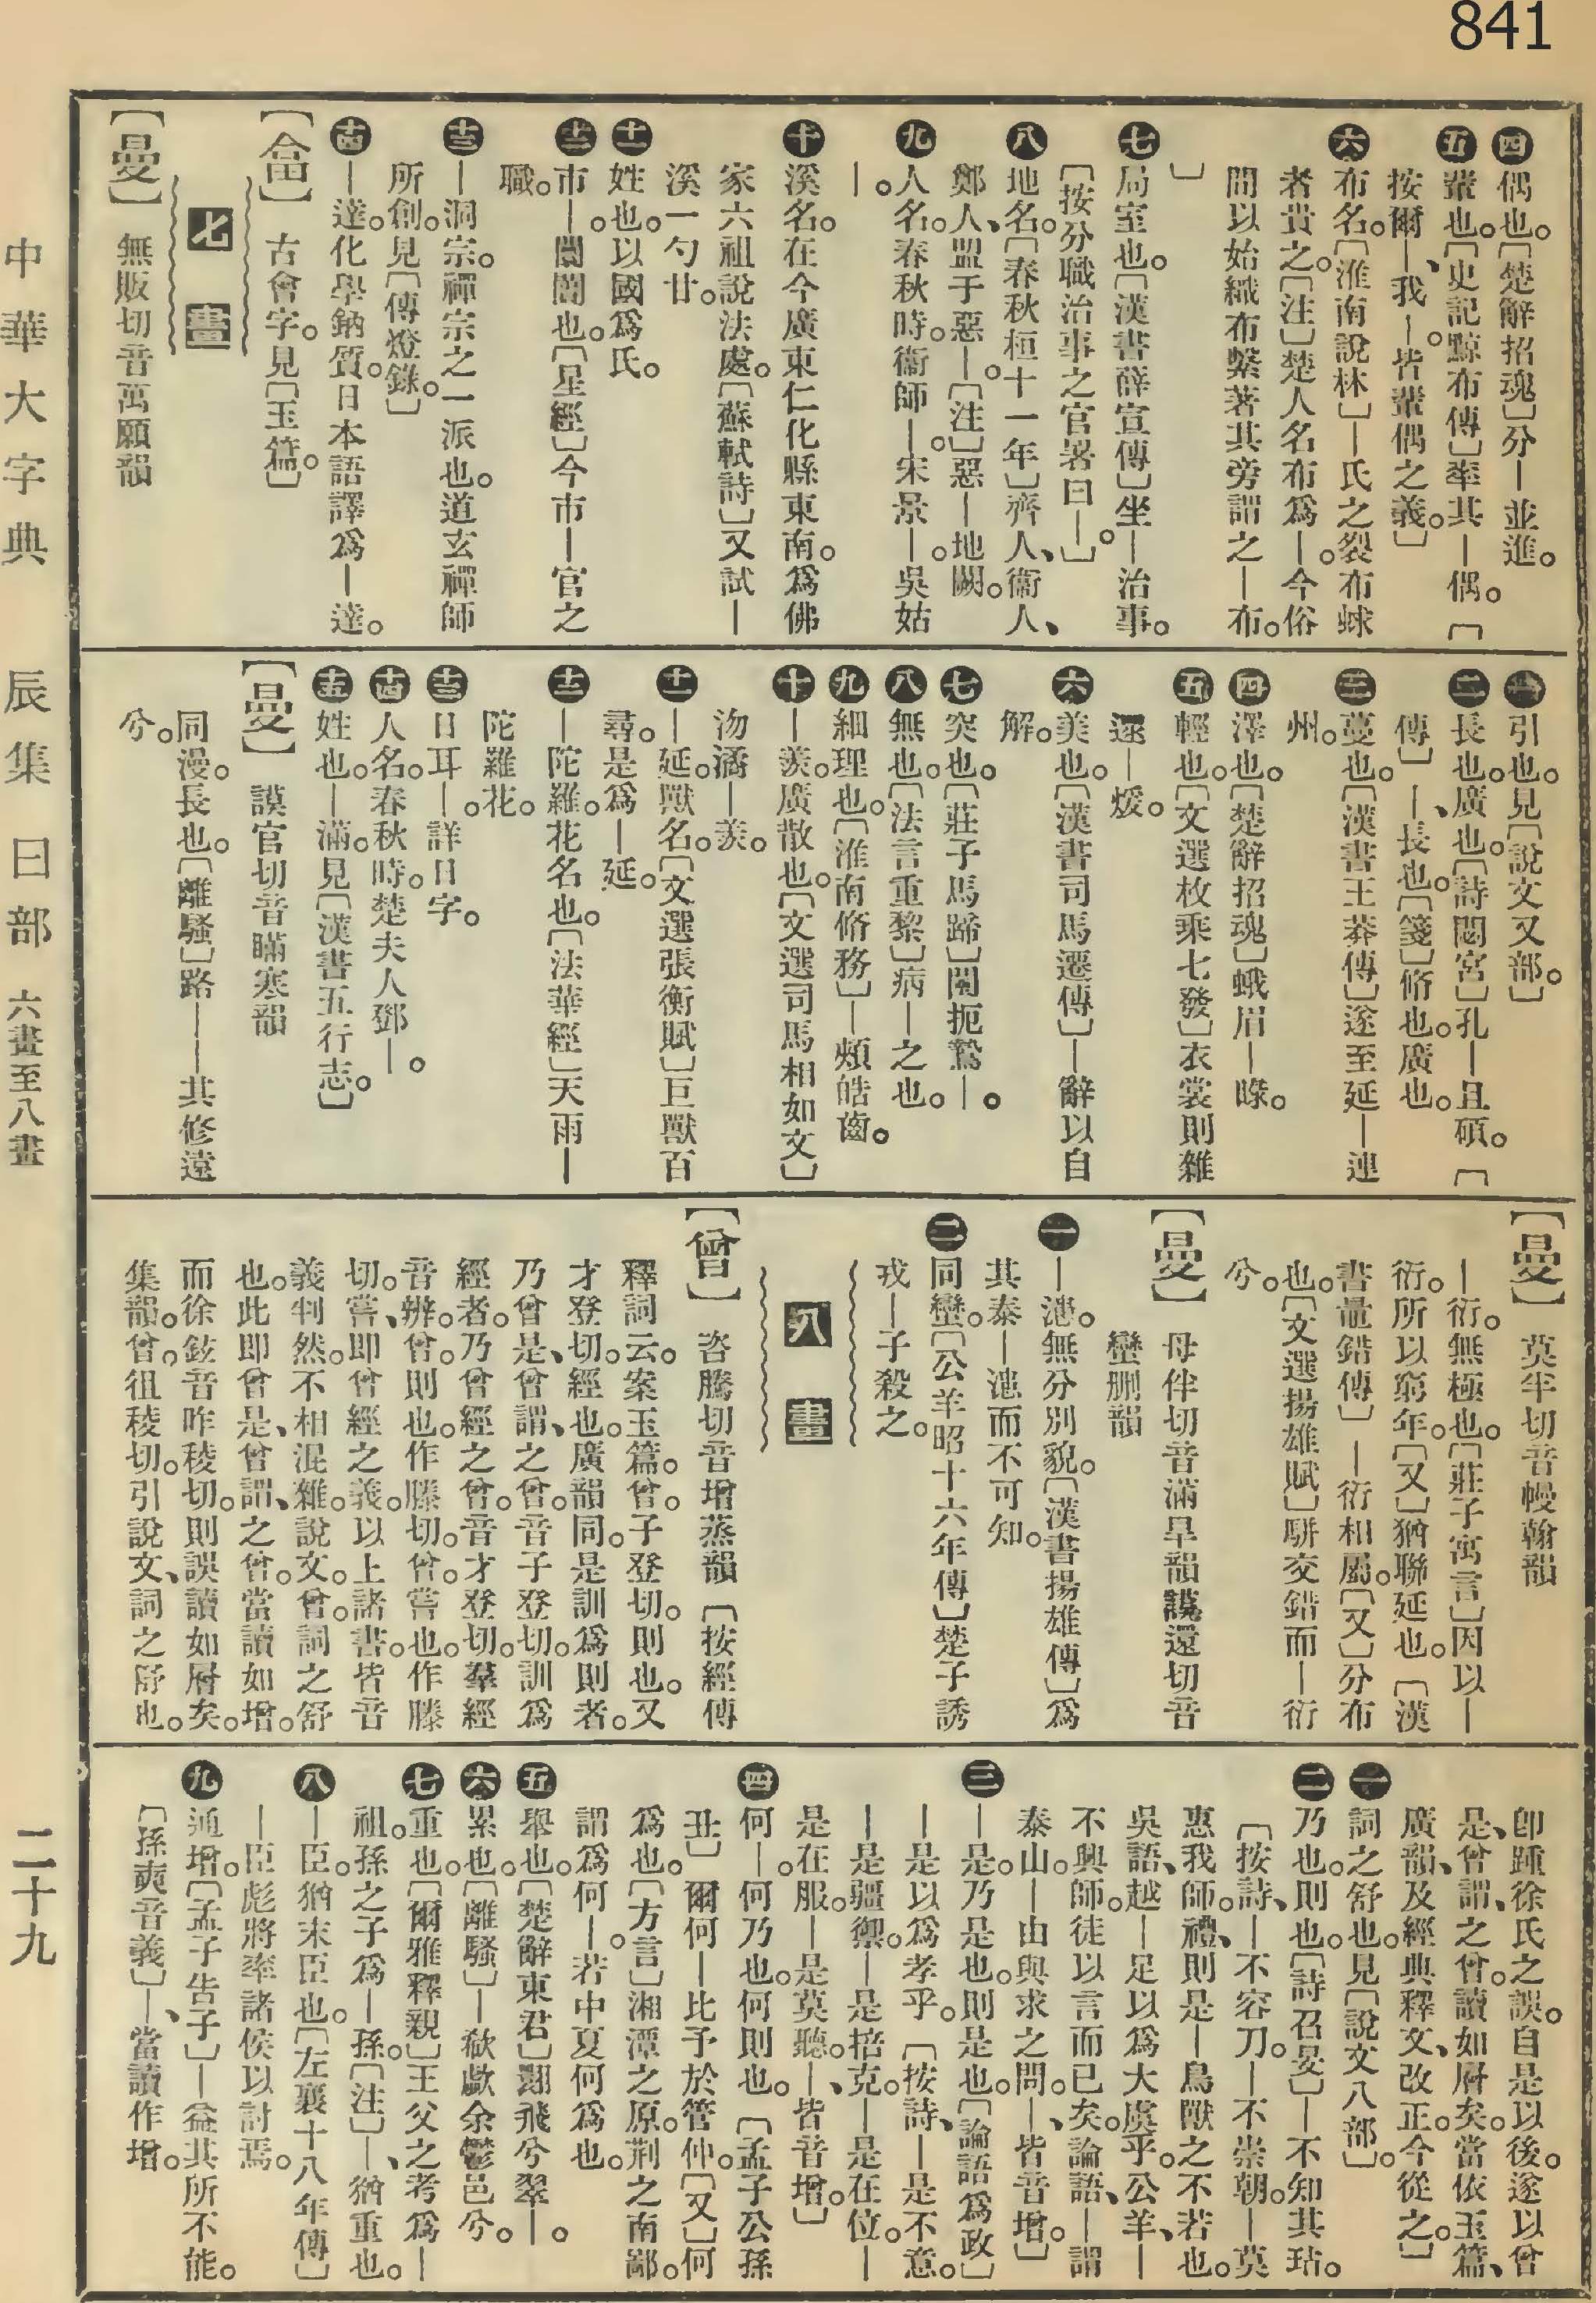 841
四偶也。〔楚辭招魂〕分｜並進。
五輩也。〔史記黥布傳〕率其｜偶。〔
按爾｜、我｜。皆輩偶之義。〕
六布名。〔淮南說林〕｜氏之裂布蛷
者貴之。〔注〕楚人名布爲｜。今俗
間以始織布繫著其旁謂之｜布。
〕
七局室也。〔漢書薛宣傳〕坐｜治事。
〔按分職治事之官署曰｜。〕
八地名。〔春秋桓十一年〕齊人、衞人、
鄭人、盟于惡｜。〔注〕惡｜地闕。
九人名。春秋時。衞師｜。宋景｜。吳姑
｜。
十溪名。在今廣東仁化縣東南。爲佛
家六祖說法處。〔蘇軾詩〕又試｜
溪一勺甘。
十一姓也。以國爲氏。
十二市｜。闤闠也。〔星經〕今市｜官之
職。
十三｜洞宗。禪宗之一派也。道玄禪師
所創。見〔傳燈錄。〕
十四｜達。化學鈉質。日本語譯爲｜達。
【㑹】古會字。見〔玉篇。〕
七畫
【曼】無販切音萬願韻
一引也。見〔說文又部。〕
二長也。廣也。〔詩閟宮〕孔｜且碩。〔
傳〕｜、長也。〔箋〕脩也。廣也。
三蔓也。〔漢書王莽傳〕遂至延｜連
州。
四澤也。〔楚辭招魂〕蛾眉｜睩。
五輕也。〔文選枚乘七發〕衣裳則雜
遝｜煖。
六美也。〔漢書司馬遷傳〕｜辭以自
解。
七突也。〔莊子馬蹄〕闉扼鷙｜。
八無也。〔法言重黎〕病｜之也。
九細理也。〔淮南脩務〕｜頰皓齒。
十｜羨。廣散也。〔文選司馬相如文〕
沕潏｜羨。
十一｜延。獸名。〔文選張衡賦〕巨獸百
尋。是爲｜延。
十二｜陀羅。花名也。〔法華經〕天雨｜
陀羅花。
十三日耳｜。詳日字。
十四人名。春秋時。楚夫人鄧｜。
十五姓也。｜滿。見〔漢書五行志。〕
【曼】謨官切音瞞寒韻
同漫。長也。〔離騷〕路｜｜其修遠
兮。
【曼】莫半切音幔翰韻
｜衍。無極也。〔莊子寓言〕因以｜
衍。所以窮年。〔又〕猶聯延也。〔漢
書鼂錯傳〕｜衍相屬。〔又〕分布
也。〔文選揚雄賦〕駢交錯而｜衍
兮。
【曼】母伴切音滿旱韻謨還切音
蠻刪韻
一｜漶。無分別貌。〔漢書揚雄傳〕爲
其泰｜漶而不可知。
二同蠻。〔公羊昭十六年傳〕楚子誘
戎｜子殺之。
八畫
【曾】咨騰切音增蒸韻〔按經傳
釋詞云。案玉篇。曾。子登切。則也。又
才登切。經也。廣韻同。是訓爲則者。
乃曾是、曾謂、之曾。音子登切。訓爲
經者。乃曾經之曾。音才登切。羣經
音辨。曾。則也。作滕切。曾。嘗也。作滕
切。嘗、即曾經之義。以上諸書。皆音
義判然。不相混雜。說文。曾。詞之舒
也。此即曾是、曾謂、之曾。當讀如增。
而徐鉉音昨稜切。則誤讀如層矣。
集韻。曾。徂稜切。引說文、詞之舒也。
即踵徐氏之誤。自是以後。遂以曾
是、曾謂、之曾。讀如層矣。當依玉篇、
廣韻、及經典釋文、改正。今從之。〕
一詞之舒也。見〔說文八部。〕
二乃也。則也。〔詩召旻〕｜不知其玷。
〔按詩、｜不容刀。｜不崇朝。｜莫
惠我師。禮、則是｜鳥獸之不若也。
吳語、越｜足以爲大虞乎。公羊、｜
不興師。徒以言而已矣。論語、｜謂
泰山。｜由與求之問。｜、皆音增。〕
三｜是。乃是也。則是也。〔論語爲政〕
｜是以爲孝乎。〔按詩、｜是不意。
｜是疆禦。｜是掊克。｜是在位。｜
是在服。｜是莫聽。｜、皆音增。〕
四何｜。何乃也。何則也。〔孟子公孫
丑〕爾何｜比予於管仲。〔又〕何
爲也。〔方言〕湘潭之原。荆之南鄙。
謂爲何｜。若中夏何爲也。
五舉也。〔楚辭東君〕翾飛兮翠｜。
六累也。〔離騷〕｜歔欷余鬱邑兮。
七重也。〔爾雅釋親〕王父之考爲｜
祖。孫之子爲｜孫。〔注〕｜、猶重也。
八｜臣。猶末臣也。〔左襄十八年傳〕
｜臣彪將率諸侯以討焉。
九通增。〔孟子告子〕｜益其所不能。
〔孫奭音義〕｜、當讀作增。
中華大字典 辰集 日部 六畫至八畫 二十九